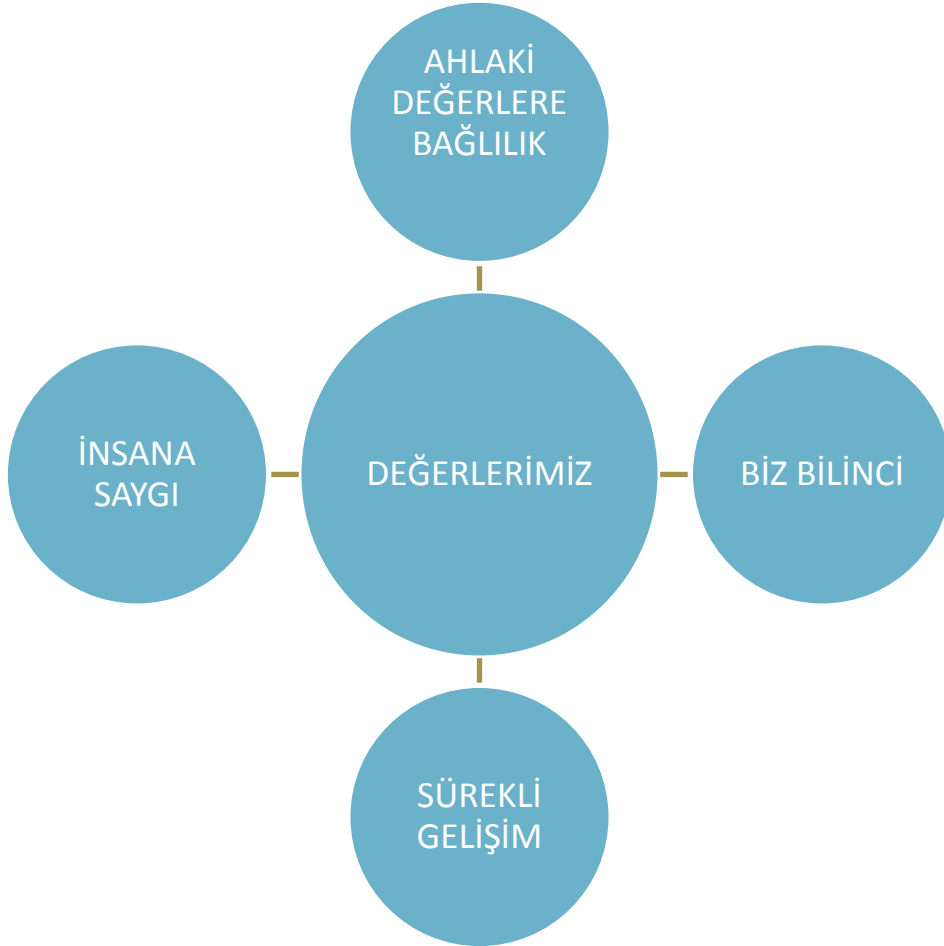 AHLAKİ
DEĞERLERE
BAĞLILIK
İNSANA
SAYGI
DEĞERLERİMİZ
BİZ BİLİNCİ
SÜREKLİ
GELİŞİM